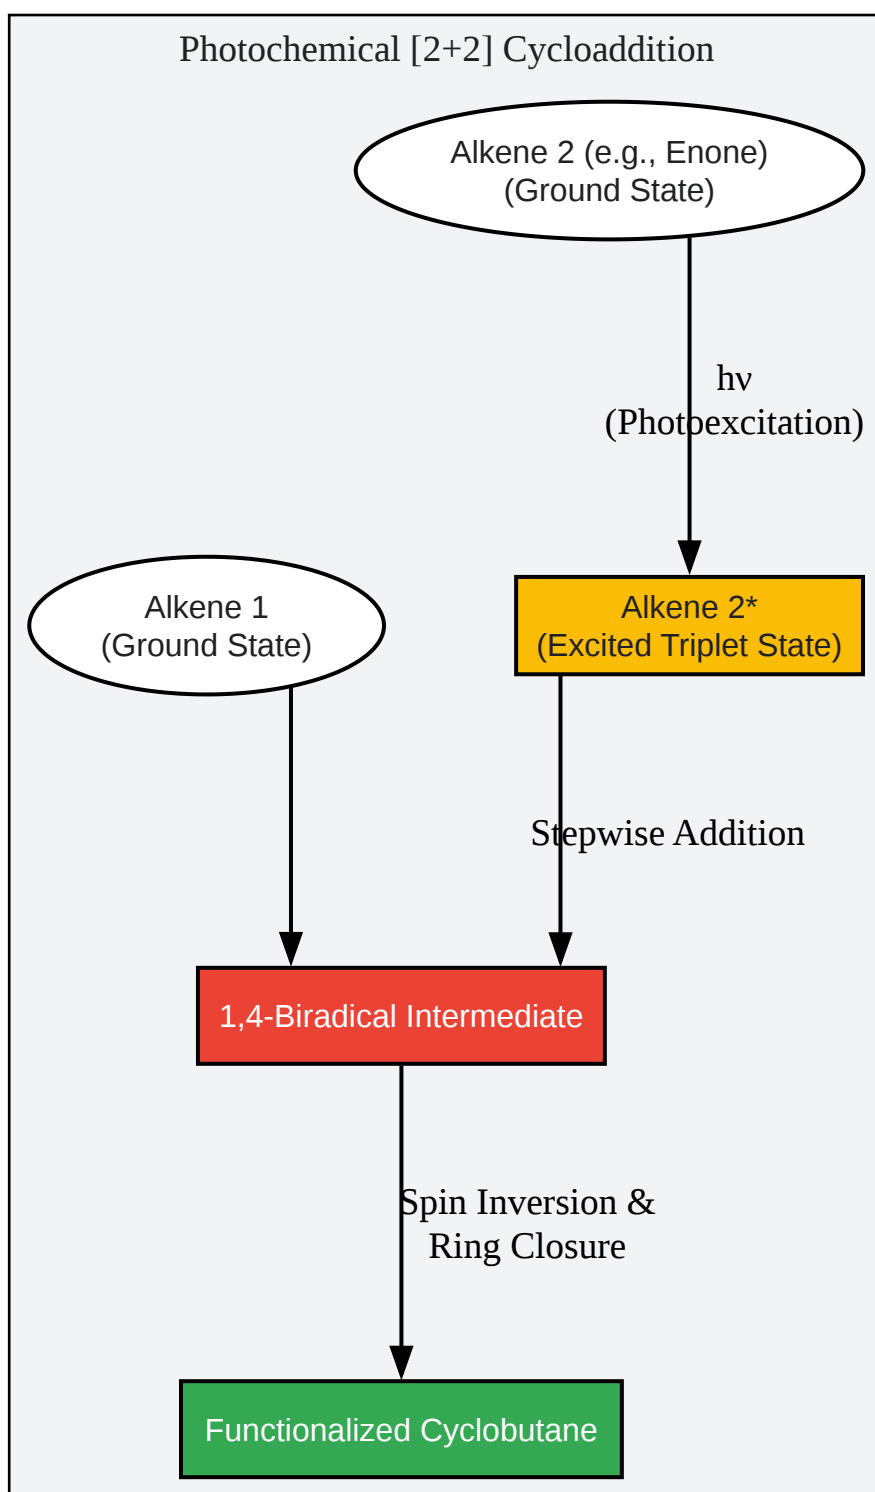 Photochemical [2+2] Cycloaddition
Alkene 2 (e.g., Enone)
(Ground State)
hν
(Photoexcitation)
Alkene 1
(Ground State)
Alkene 2*
(Excited Triplet State)
Stepwise Addition
1,4-Biradical Intermediate
Spin Inversion &
Ring Closure
Functionalized Cyclobutane